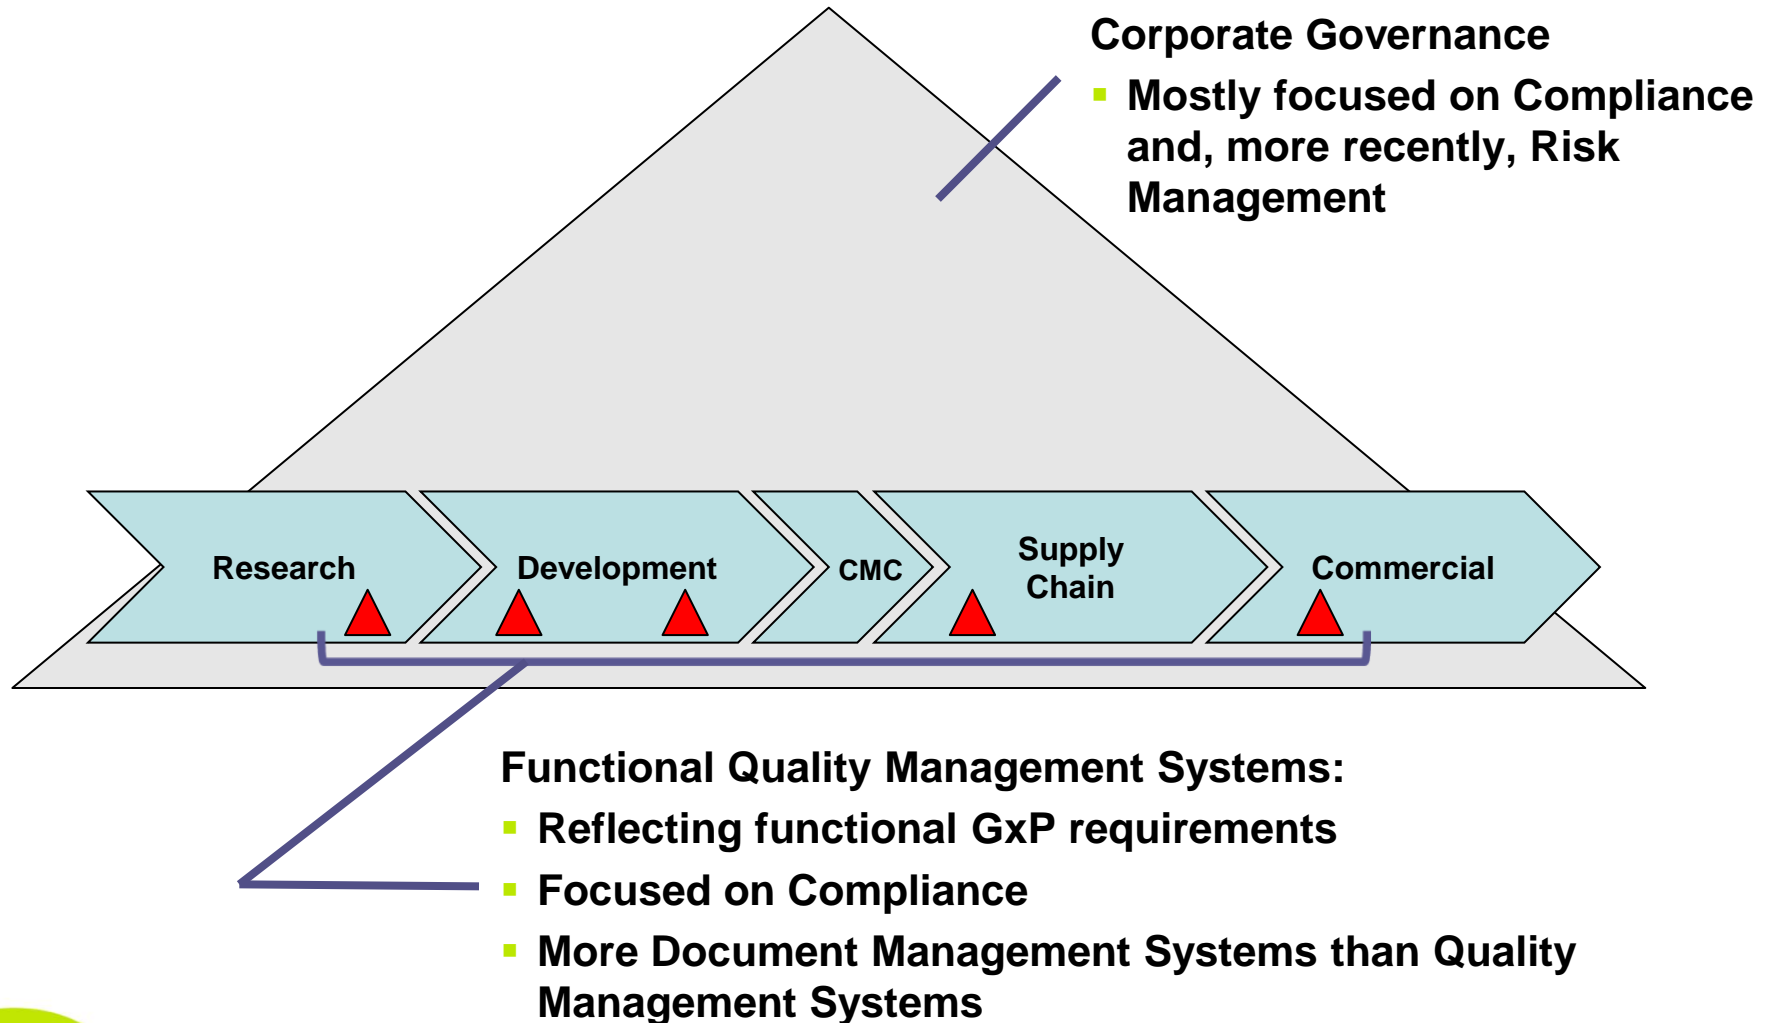 Corporate Governance
▪ Mostly focused on Compliance
and, more recently, Risk
Management
Research
Development
CMC
Supply
Chain
Commercial
Functional Quality Management Systems:
▪ Reflecting functional GxP requirements
▪ Focused on Compliance
▪ More Document Management Systems than Quality
Management Systems